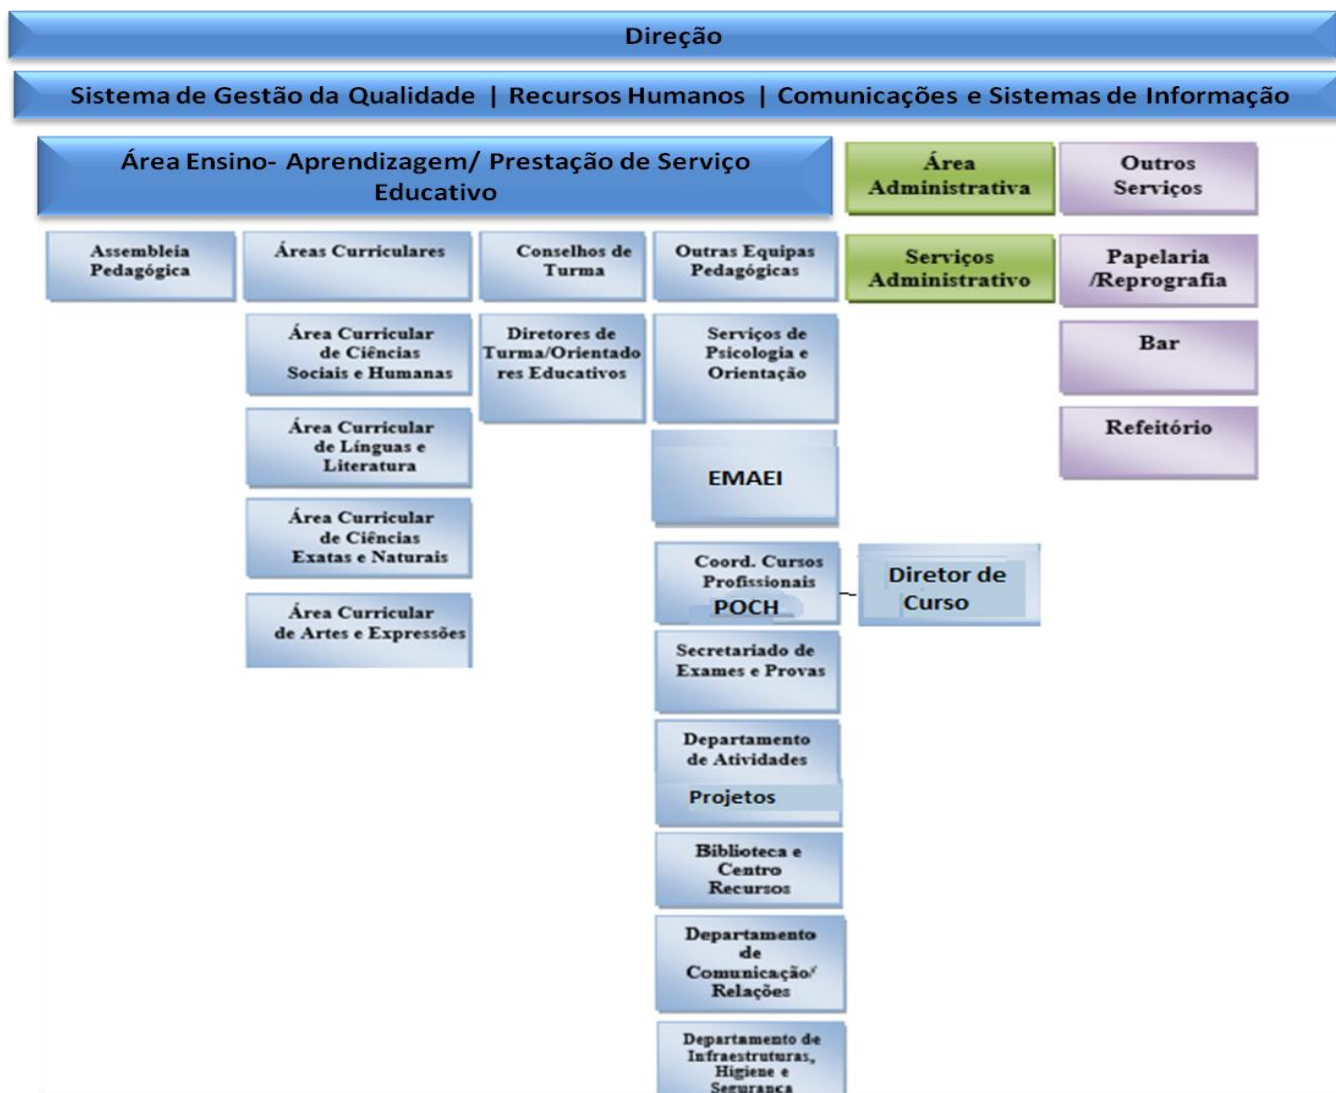 Direção
Sistema de Gestão da Qualidade | Recursos Humanos | Comunicações e Sistemas de Informação
Área Ensino- Aprendizagem/ Prestação de Serviço
Educativo
Área
Administrativa
Outros
Serviços
Assembleia
Pedagógica
Áreas Curriculares
Conselhos de
Turma
Outras Equipas
Pedagógicas
Serviços
Administrativo
Papelaria
/Reprografia
Área Curricular
de Ciências
Sociais e Humanas
Diretores de
Turma/Orientado
res Educativos
Serviços de
Psicologia e
Orientação
Bar
Área Curricular
de Línguas e
Literatura
Refeitório
EMAEI
Área Curricular
de Ciências
Exatas e Naturais
Coord. Cursos
Profissionais
POCH
Diretor de
Curso
Área Curricular
de Artes e Expressões
Secretariado de
Exames e Provas
Departamento
de Atividades
Projetos
Biblioteca e
Centro
Recursos
Departamento
de
Comunicação/
Relações
Departamento de
Infraestruturas,
Higiene e
Segurança